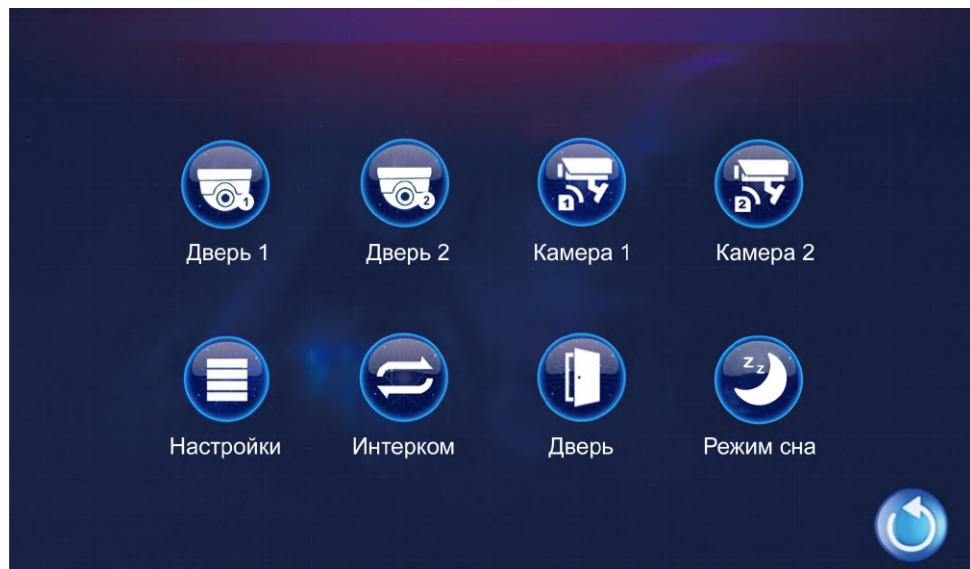 Дверь 1
Дверь 2
Камера 1
Камера 2
Настройки
Интерком
Дверь
Режим сна